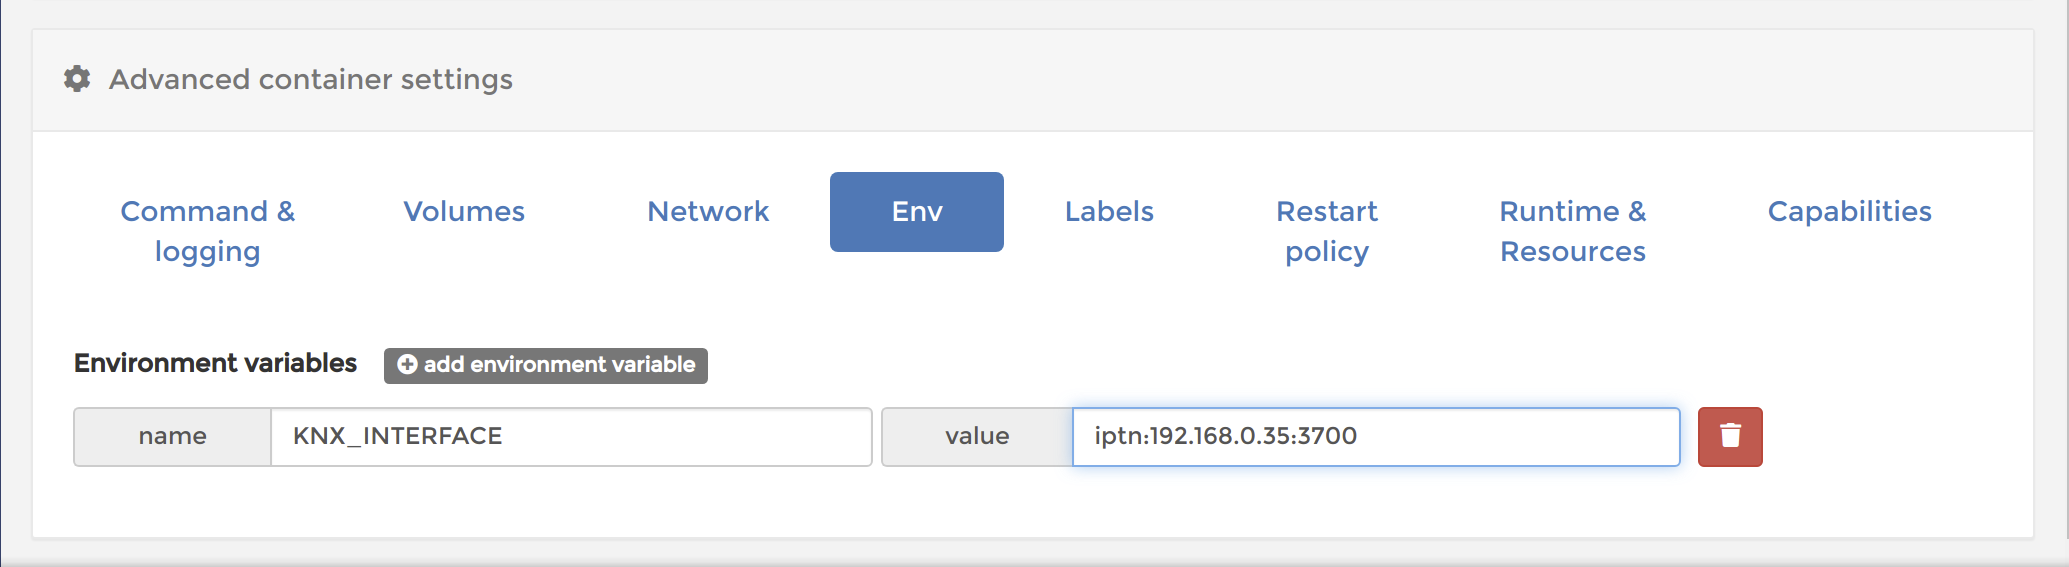 Advanced container settings
Command & logging
Volumes
Network
Env
Labels
Restart policy
Runtime & Resources
Capabilities
Environment variables
add environment variable
name
KNX_INTERFACE
value
iptn:192.168.0.35:3700